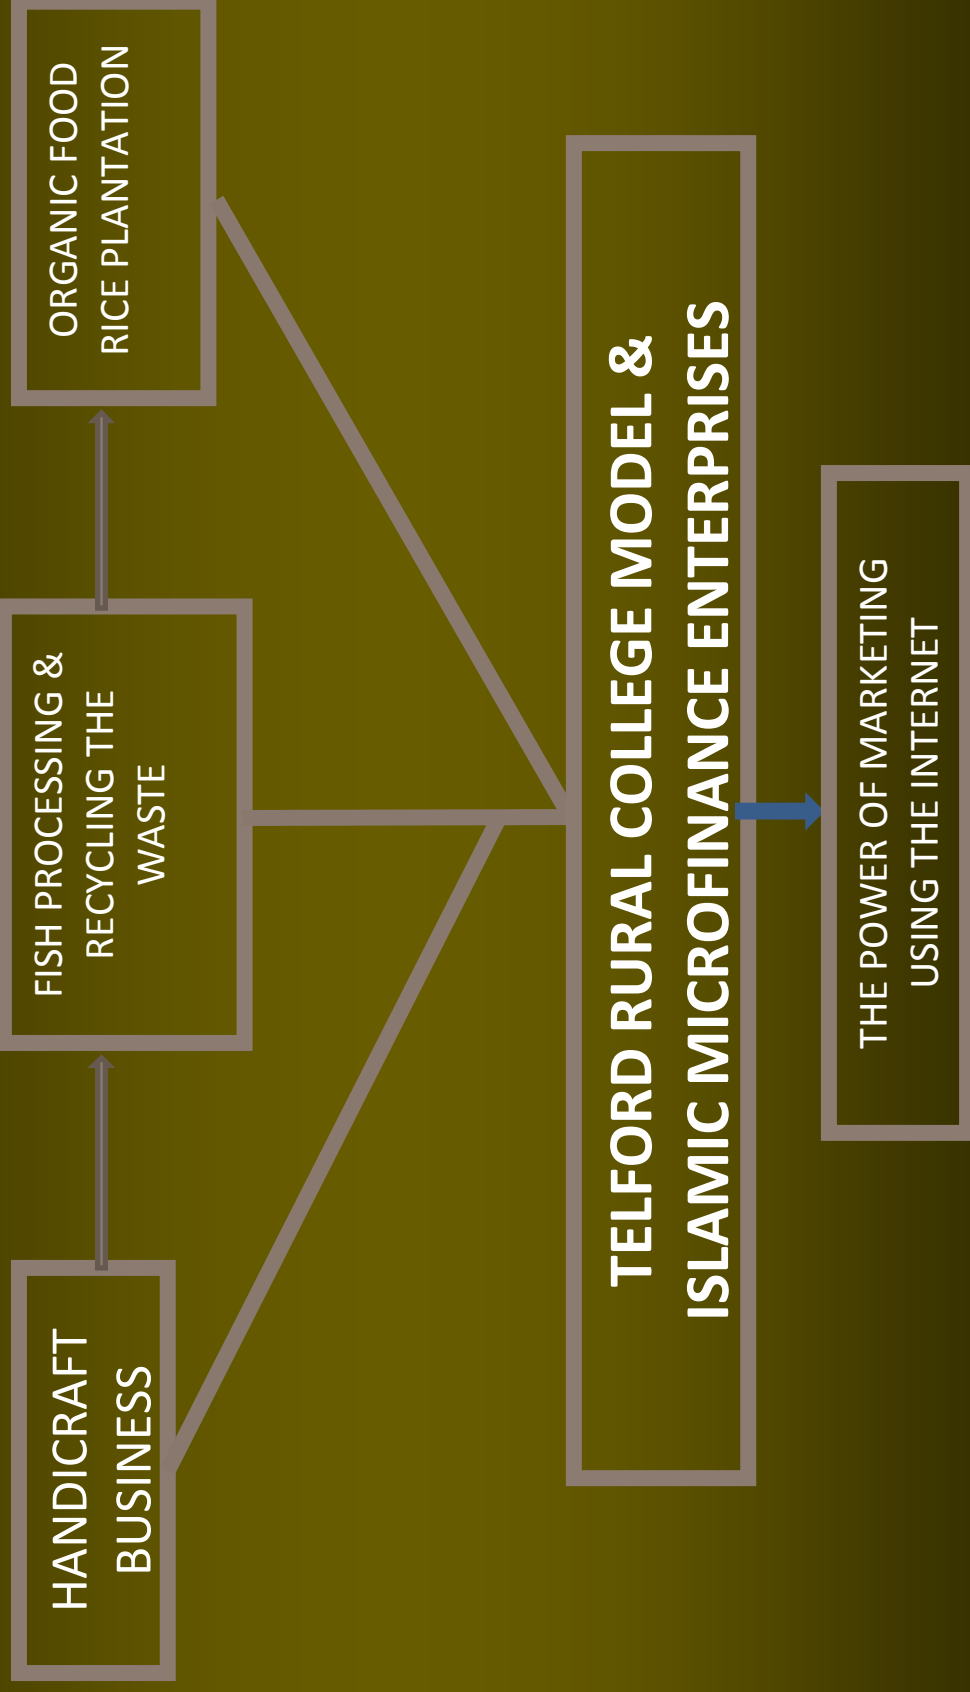 HANDICRAFT
BUSINESS
FISH PROCESSING &
RECYCLING THE
WASTE
ORGANIC FOOD
RICE PLANTATION
TELFORD RURAL COLLEGE MODEL &
ISLAMIC MICROFINANCE ENTERPRISES
THE POWER OF MARKETING
USING THE INTERNET